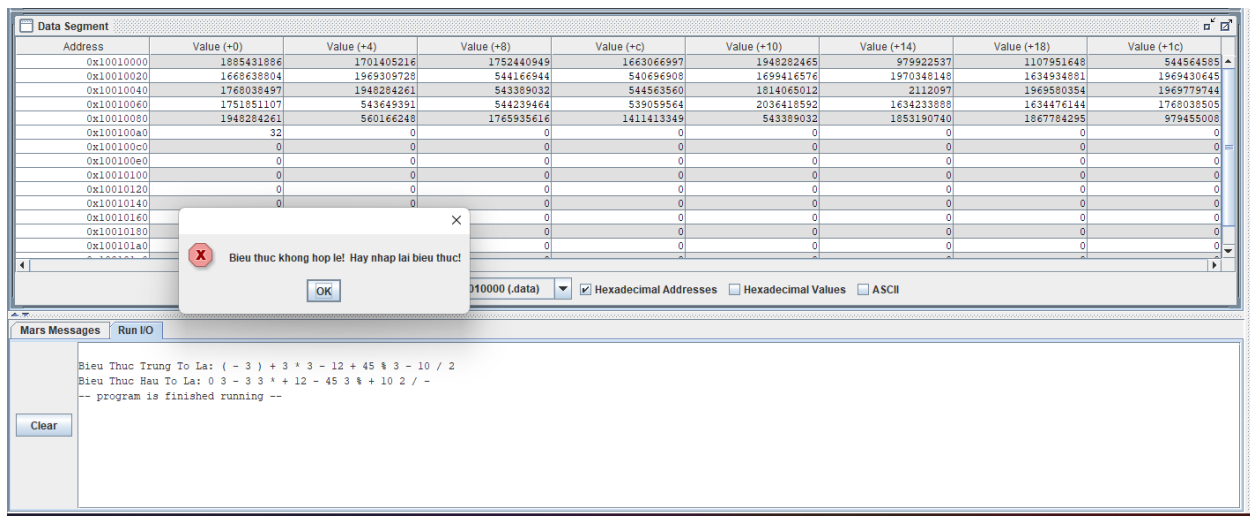 Data Segment
Address Value (+0) Value (+4) Value (+8) Value (+c) Value (+10) Value (+14) Value (+18) Value (+1c)
0x10010000 1885431886 1701405216 1752440949 1663066997 1948282465 979922537 1107951648 544564585
0x10010020 1668638804 1969309728 544166944 540696908 1699416576 1970348148 1634934881 1969430645
0x10010040 1768038497 1948284261 543389032 544563560 1814065012 2112097 1969580354 1969779744
0x10010060 1751851107 543649391 544239464 539059564 2036418592 1634233888 1634476144 1768038505
0x10010080 1948284261 560166248 1765935616 1411413349 543389032 1853190740 1867784295 979455008
0x100100a0 32 0 0 0 0 0 0 0
0x100100c0 0 0 0 0 0 0 0 0
0x100100e0 0 0 0 0 0 0 0 0
0x10010100 0 0 0 0 0 0 0 0
0x10010120 0 0 0 0 0 0 0 0
0x10010140 0 0 0 0 0 0 0 0
0x10010160 0 0 0 0 0 0
0x10010180 0 0 0 0 0 0
0x100101a0 0 0 0 0 0 0
Bieu thuc khong hop le! Hay nhap lai bieu thuc!
OK
010000 (.data) Hexadecimal Addresses Hexadecimal Values ASCII
Mars Messages Run I/O
Bieu Thuc Trung To La: ( - 3 ) + 3 * 3 - 12 + 45 % 3 - 10 / 2
Bieu Thuc Hau To La: 0 3 - 3 3 * + 12 - 45 3 % + 10 2 / -
-- program is finished running --
Clear